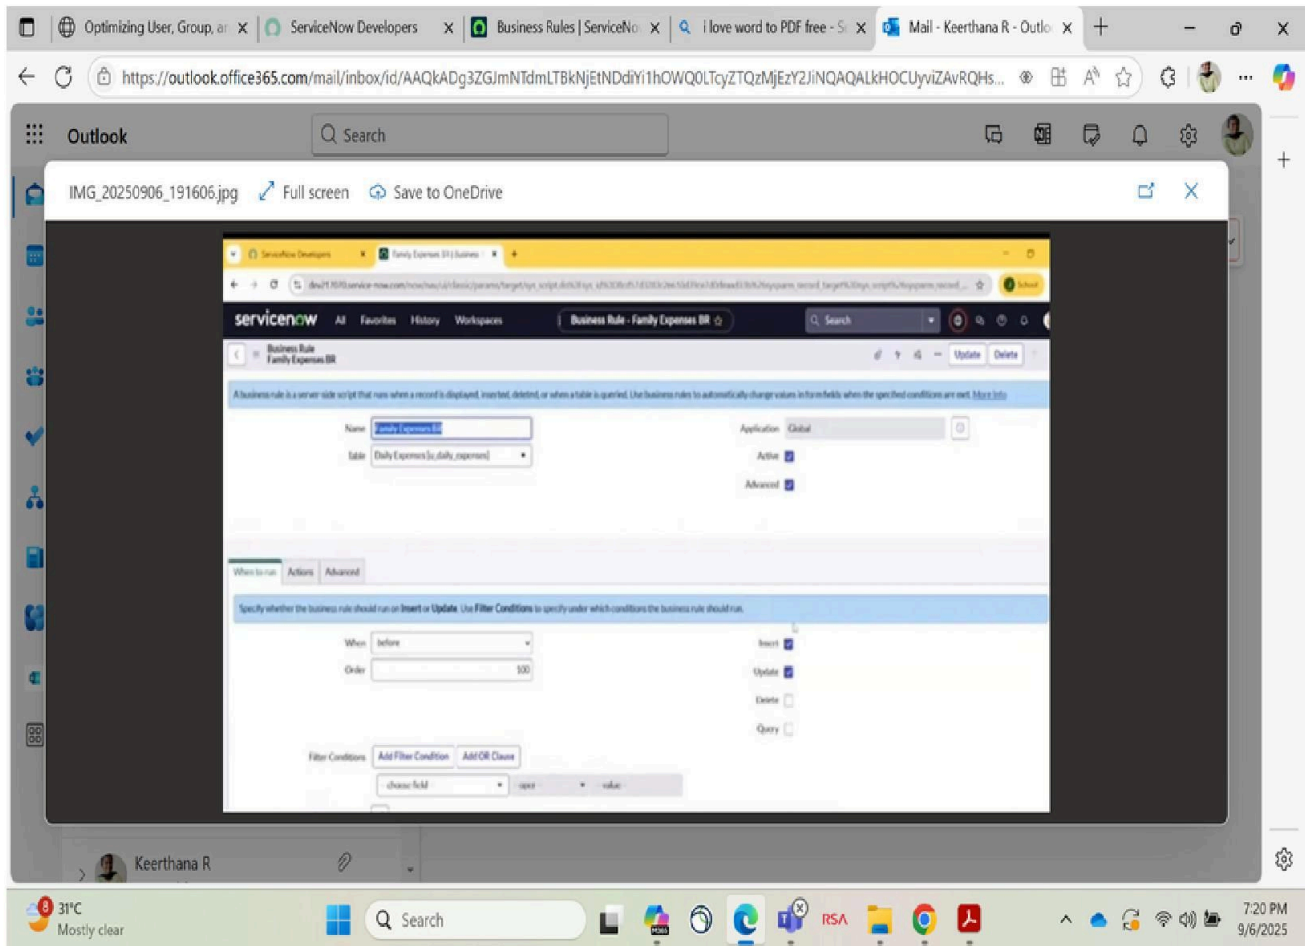 Optimizing User, Group, ar
ServiceNow Developers
Business Rules | ServiceNo
i love word to PDF free - S
Mail - Keerthana R - Outlo
Outlook
Search
IMG_20250906_191606.jpg Full screen Save to OneDrive
ServiceNow Developers
servicenow All Favorites History Workspaces Business Rule - Family Expenses BR Search
Business Rule
Family Expenses BR
Update Delete
A business rule is a server-side script that runs when a record is displayed, inserted, deleted, or when a table is queried. Use business rules to automatically change values in form fields when the specified conditions are met. More Info
Name Family Expenses BR
Application Global
Table Daily Expenses [u_daily_expenses]
Active
Advanced
When to run Actions Advanced
Specify whether the business rule should run on Insert or Update. Use Filter Conditions to specify under which conditions the business rule should run.
When before
Insert
Order 100
Update
Delete
Query
Filter Conditions Add Filter Condition Add OR Clause
-- choose field -- -- oper -- -- value --
Keerthana R
8
31°C
Mostly clear
Search
M365
RSA
7:20 PM
9/6/2025